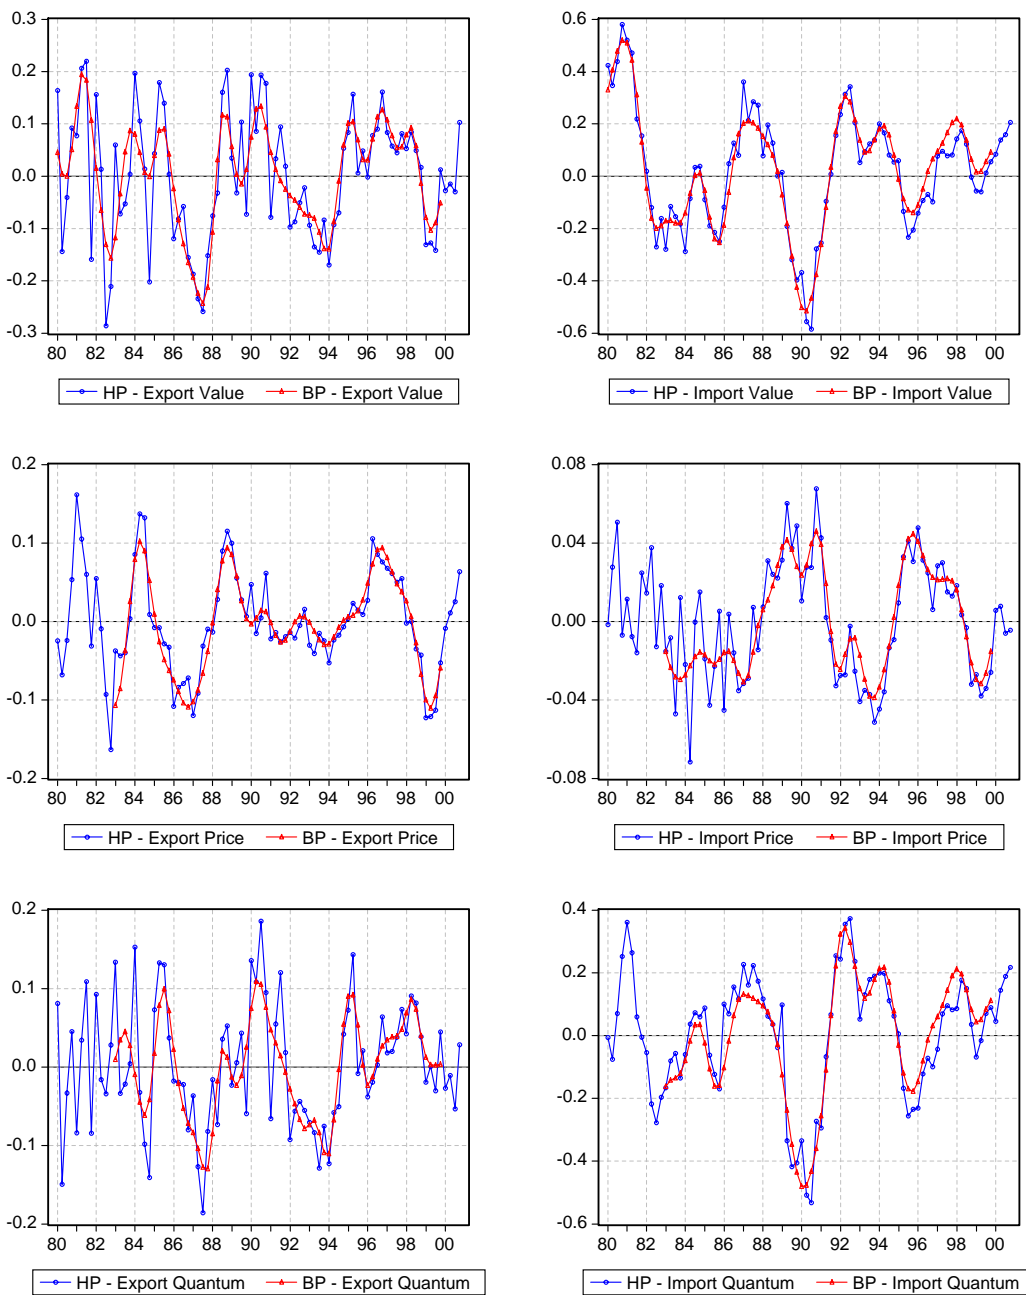 0.3
0.2
0.1
0.0
-0.1
-0.2
-0.3
80 82 84 86 88 90 92 94 96 98 00
HP - Export Value BP - Export Value
0.6
0.4
0.2
0.0
-0.2
-0.4
-0.6
80 82 84 86 88 90 92 94 96 98 00
HP - Import Value BP - Import Value
0.2
0.1
0.0
-0.1
-0.2
80 82 84 86 88 90 92 94 96 98 00
HP - Export Price BP - Export Price
0.08
0.04
0.00
-0.04
-0.08
80 82 84 86 88 90 92 94 96 98 00
HP - Import Price BP - Import Price
0.2
0.1
0.0
-0.1
-0.2
80 82 84 86 88 90 92 94 96 98 00
HP - Export Quantum BP - Export Quantum
0.4
0.2
0.0
-0.2
-0.4
-0.6
80 82 84 86 88 90 92 94 96 98 00
HP - Import Quantum BP - Import Quantum